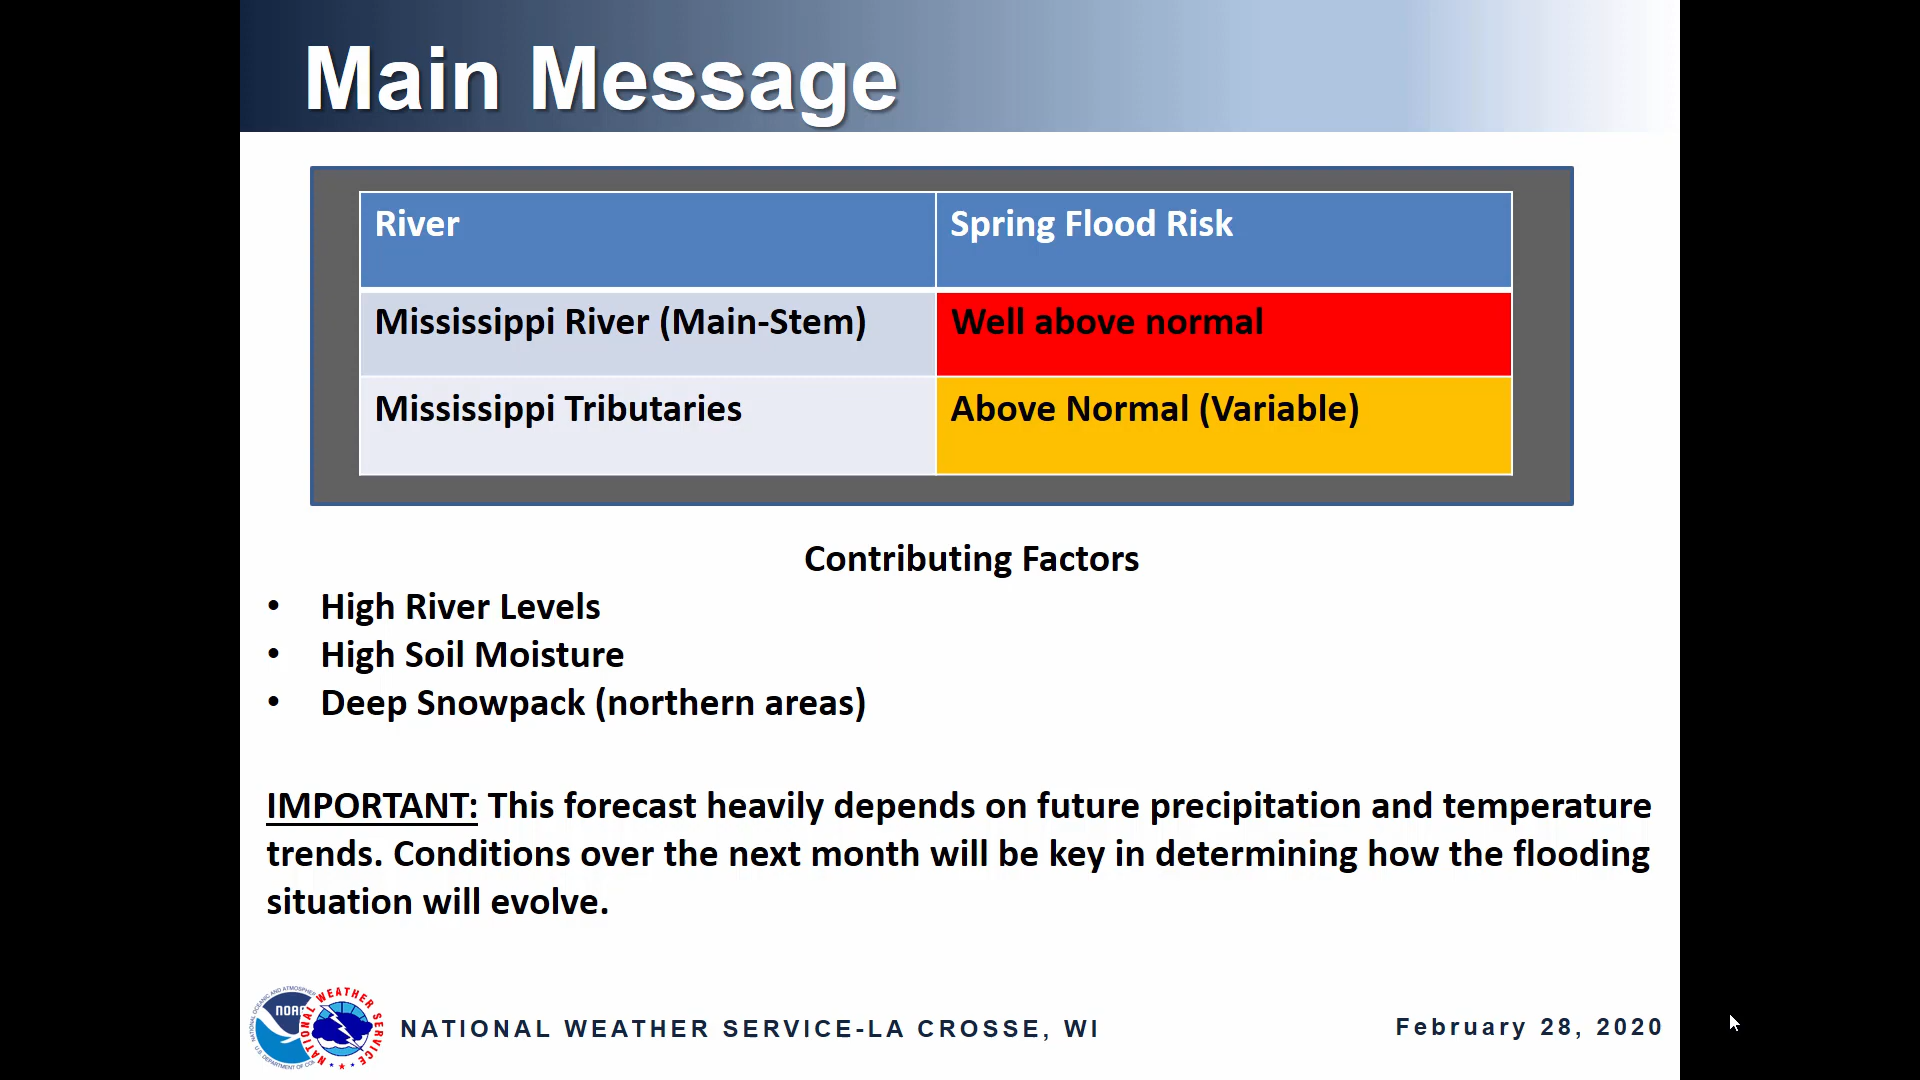 Main Message
River
Spring Flood Risk
Mississippi River (Main-Stem)
Well above normal
Mississippi Tributaries
Above Normal (Variable)
Contributing Factors
• High River Levels
• High Soil Moisture
• Deep Snowpack (northern areas)
IMPORTANT: This forecast heavily depends on future precipitation and temperature
trends. Conditions over the next month will be key in determining how the flooding
situation will evolve.
NATIONAL WEATHER SERVICE
NATIONAL WEATHER SERVICE-LA CROSSE, WI
February 28, 2020